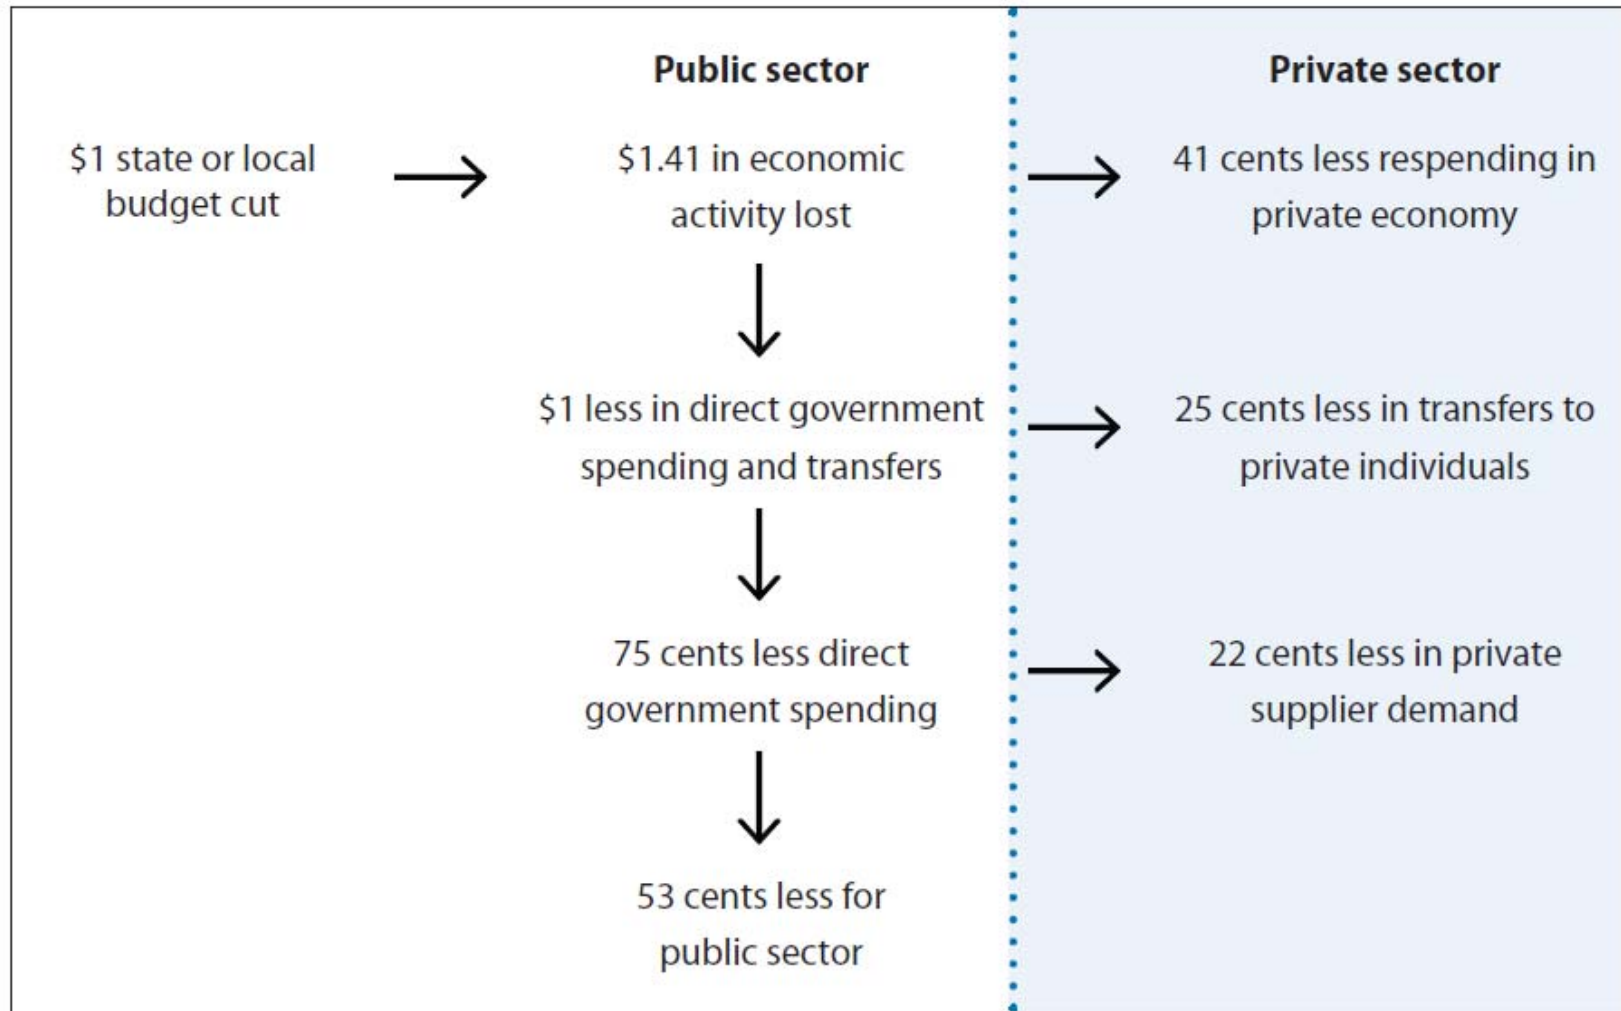 Public sector
Private sector
$1 state or local
budget cut
$1.41 in economic
activity lost
41 cents less respending in
private economy
$1 less in direct government
spending and transfers
25 cents less in transfers to
private individuals
75 cents less direct
government spending
22 cents less in private
supplier demand
53 cents less for
public sector